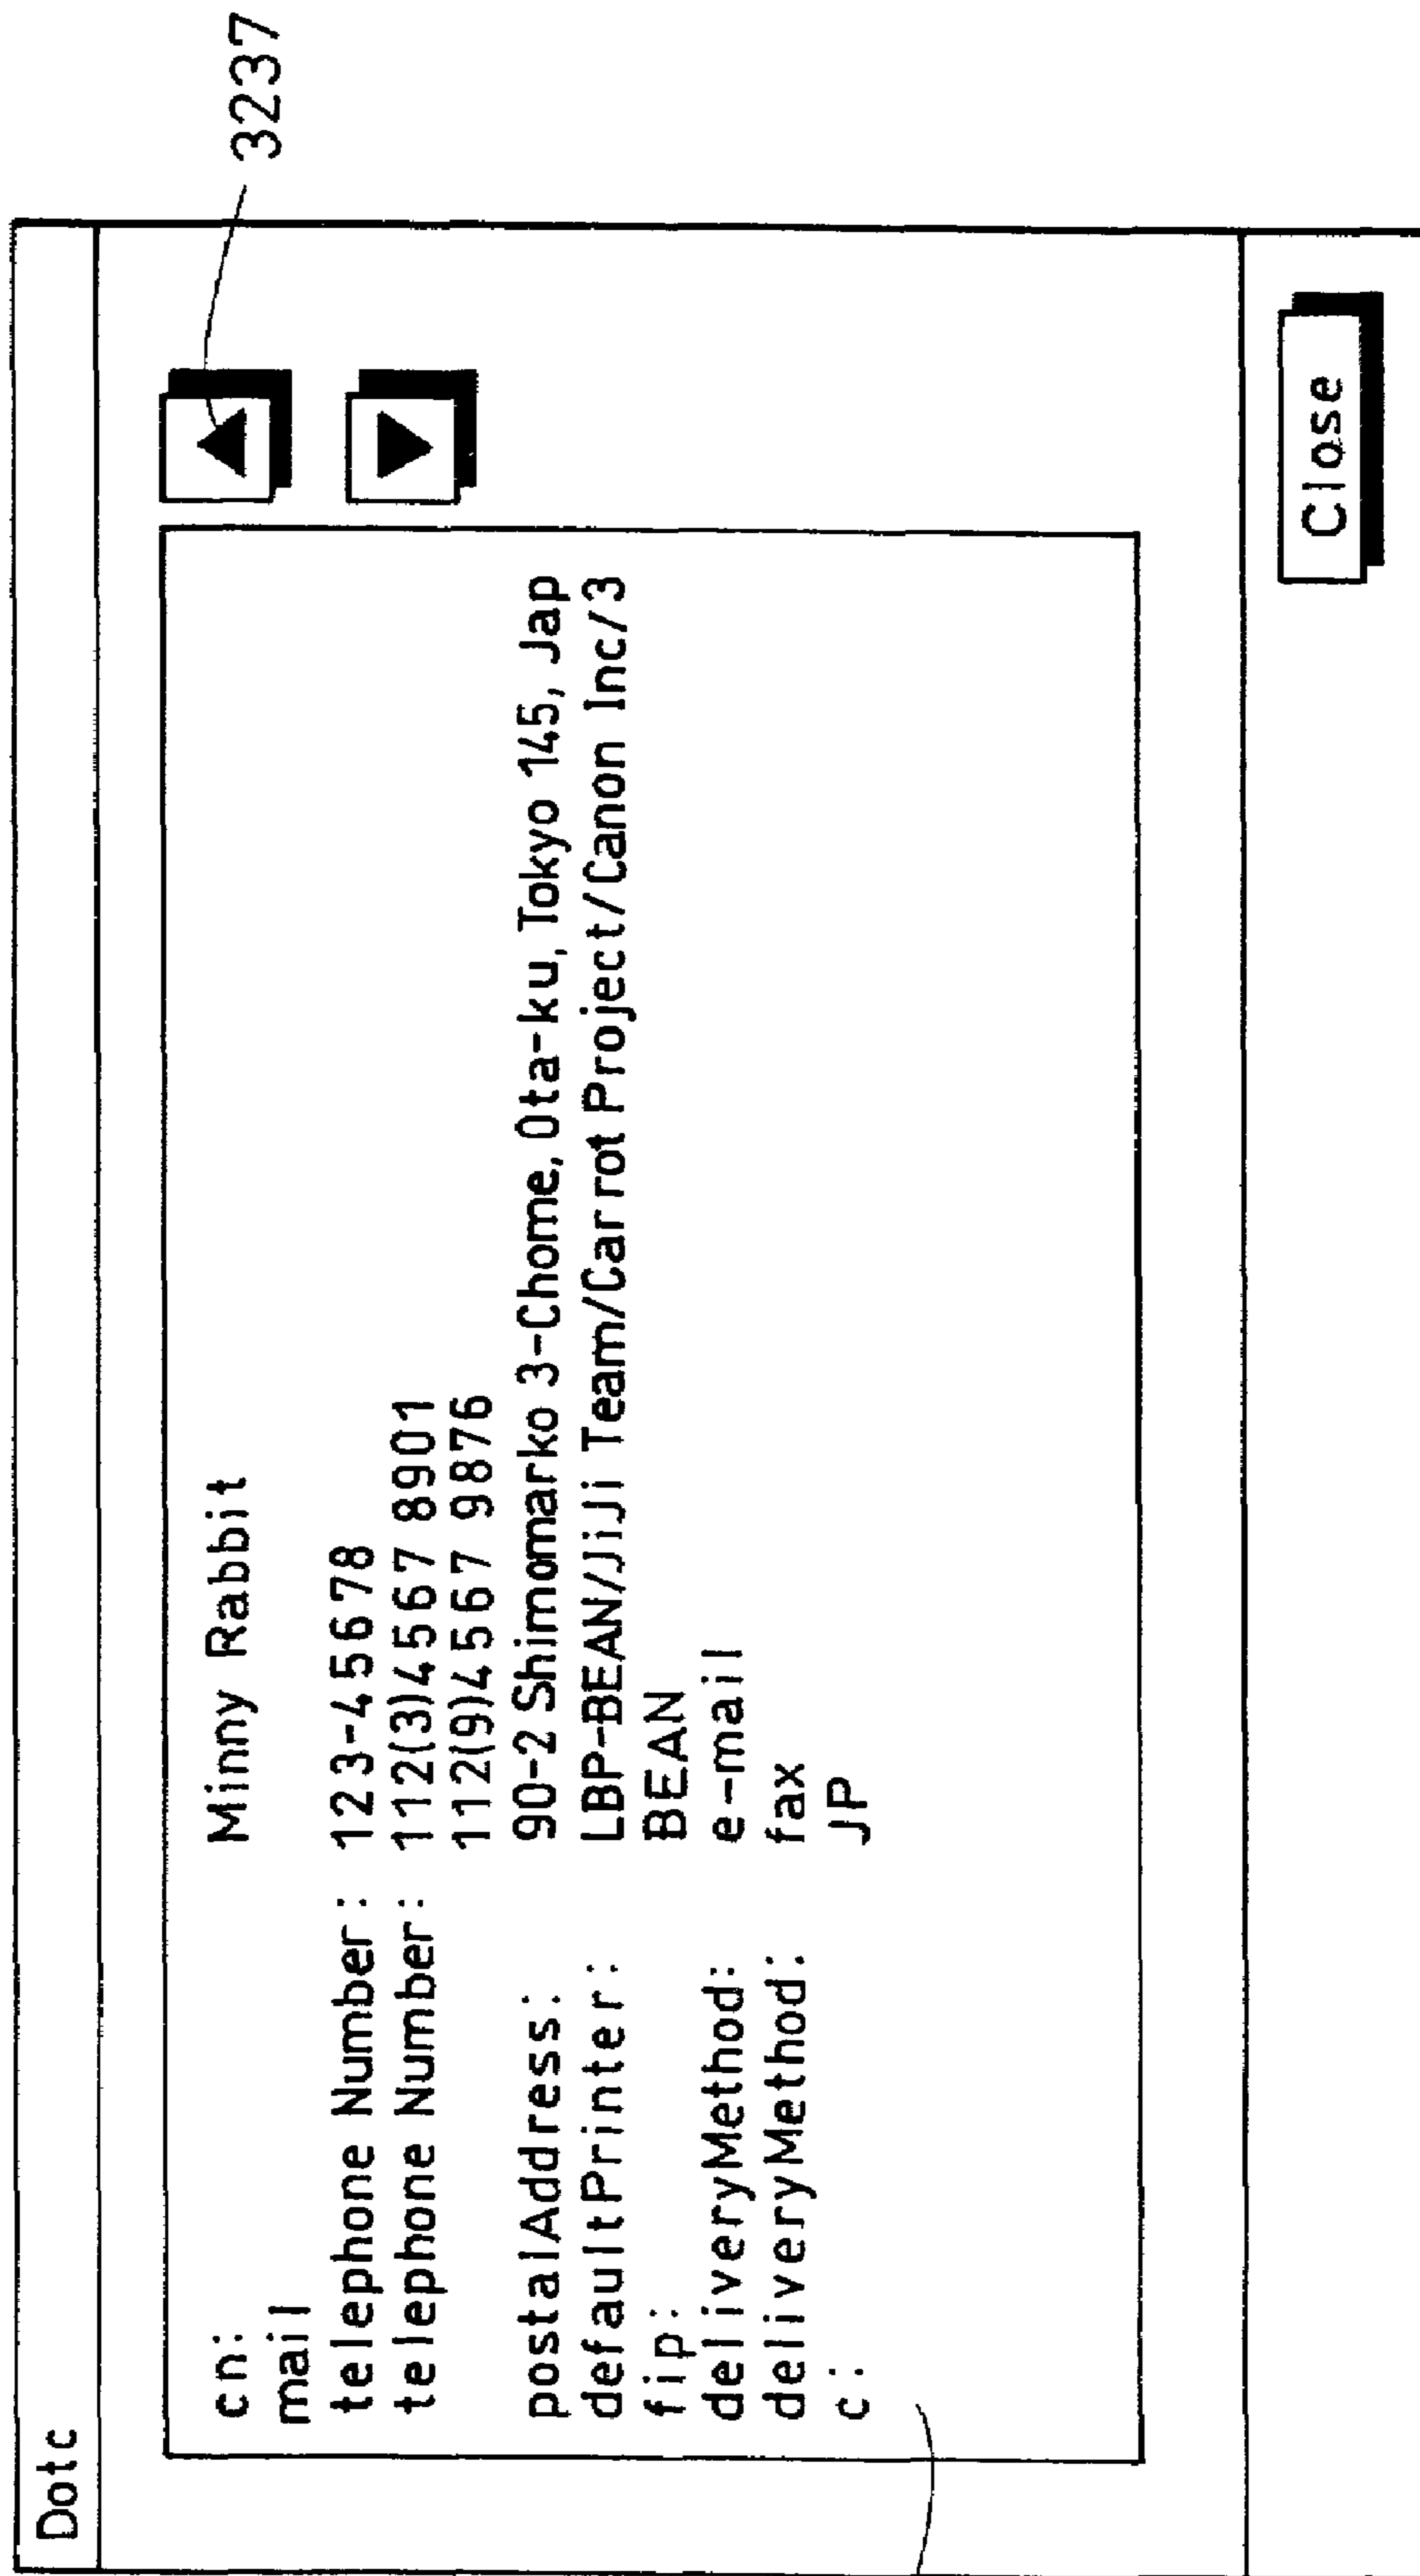 Dotc
3237
cn: Minny Rabbit
mail
telephone Number: 123-45678
telephone Number: 112(3)4567 8901
112(9)4567 9876
postalAddress: 90-2 Shimomarko 3-Chome, Ota-ku, Tokyo 145, Jap
defaultPrinter: LBP-BEAN/JiJi Team/Carrot Project/Canon Inc/3
fip: BEAN
deliveryMethod: e-mail
deliveryMethod: fax
c: JP
Close